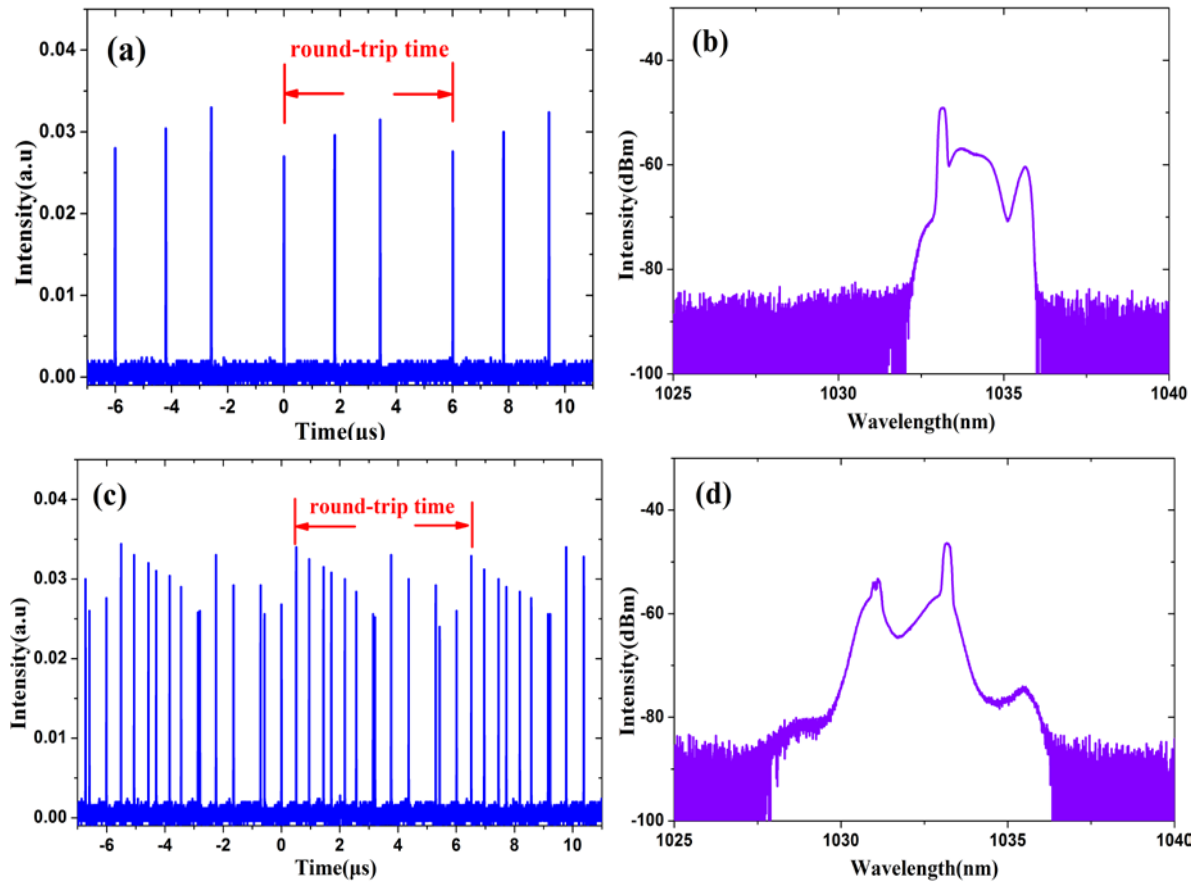 (a)
round-trip time
0.04
0.03
0.02
0.01
0.00
Intensity(a.u)
-6 -4 -2 0 2 4 6 8 10
Time(μs)
(b)
-40
-60
-80
-100
Intensity(dBm)
1025 1030 1035 1040
Wavelength(nm)
(c)
round-trip time
0.04
0.03
0.02
0.01
0.00
Intensity(a.u)
-6 -4 -2 0 2 4 6 8 10
Time(μs)
(d)
-40
-60
-80
-100
Intensity(dBm)
1025 1030 1035 1040
Wavelength(nm)